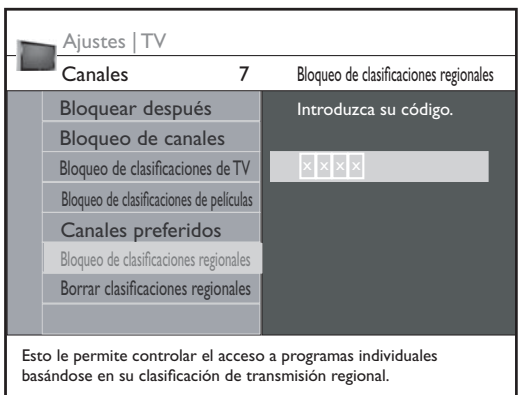 Ajustes | TV
Canales 7 Bloqueo de clasificaciones regionales
Bloquear después
Bloqueo de canales
Bloqueo de clasificaciones de TV
Bloqueo de clasificaciones de películas
Canales preferidos
Bloqueo de clasificaciones regionales
Borrar clasificaciones regionales
Introduzca su código.
x x x x
Esto le permite controlar el acceso a programas individuales
basándose en su clasificación de transmisión regional.